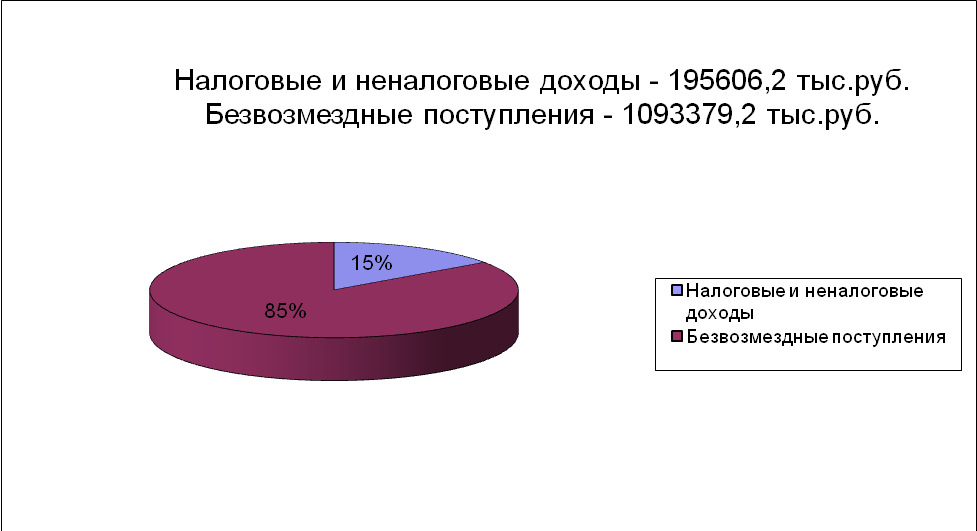 Налоговые и неналоговые доходы - 195606,2 тыс.руб.
Безвозмездные поступления - 1093379,2 тыс.руб.
15%
85%
Налоговые и неналоговые
доходы
Безвозмездные поступления